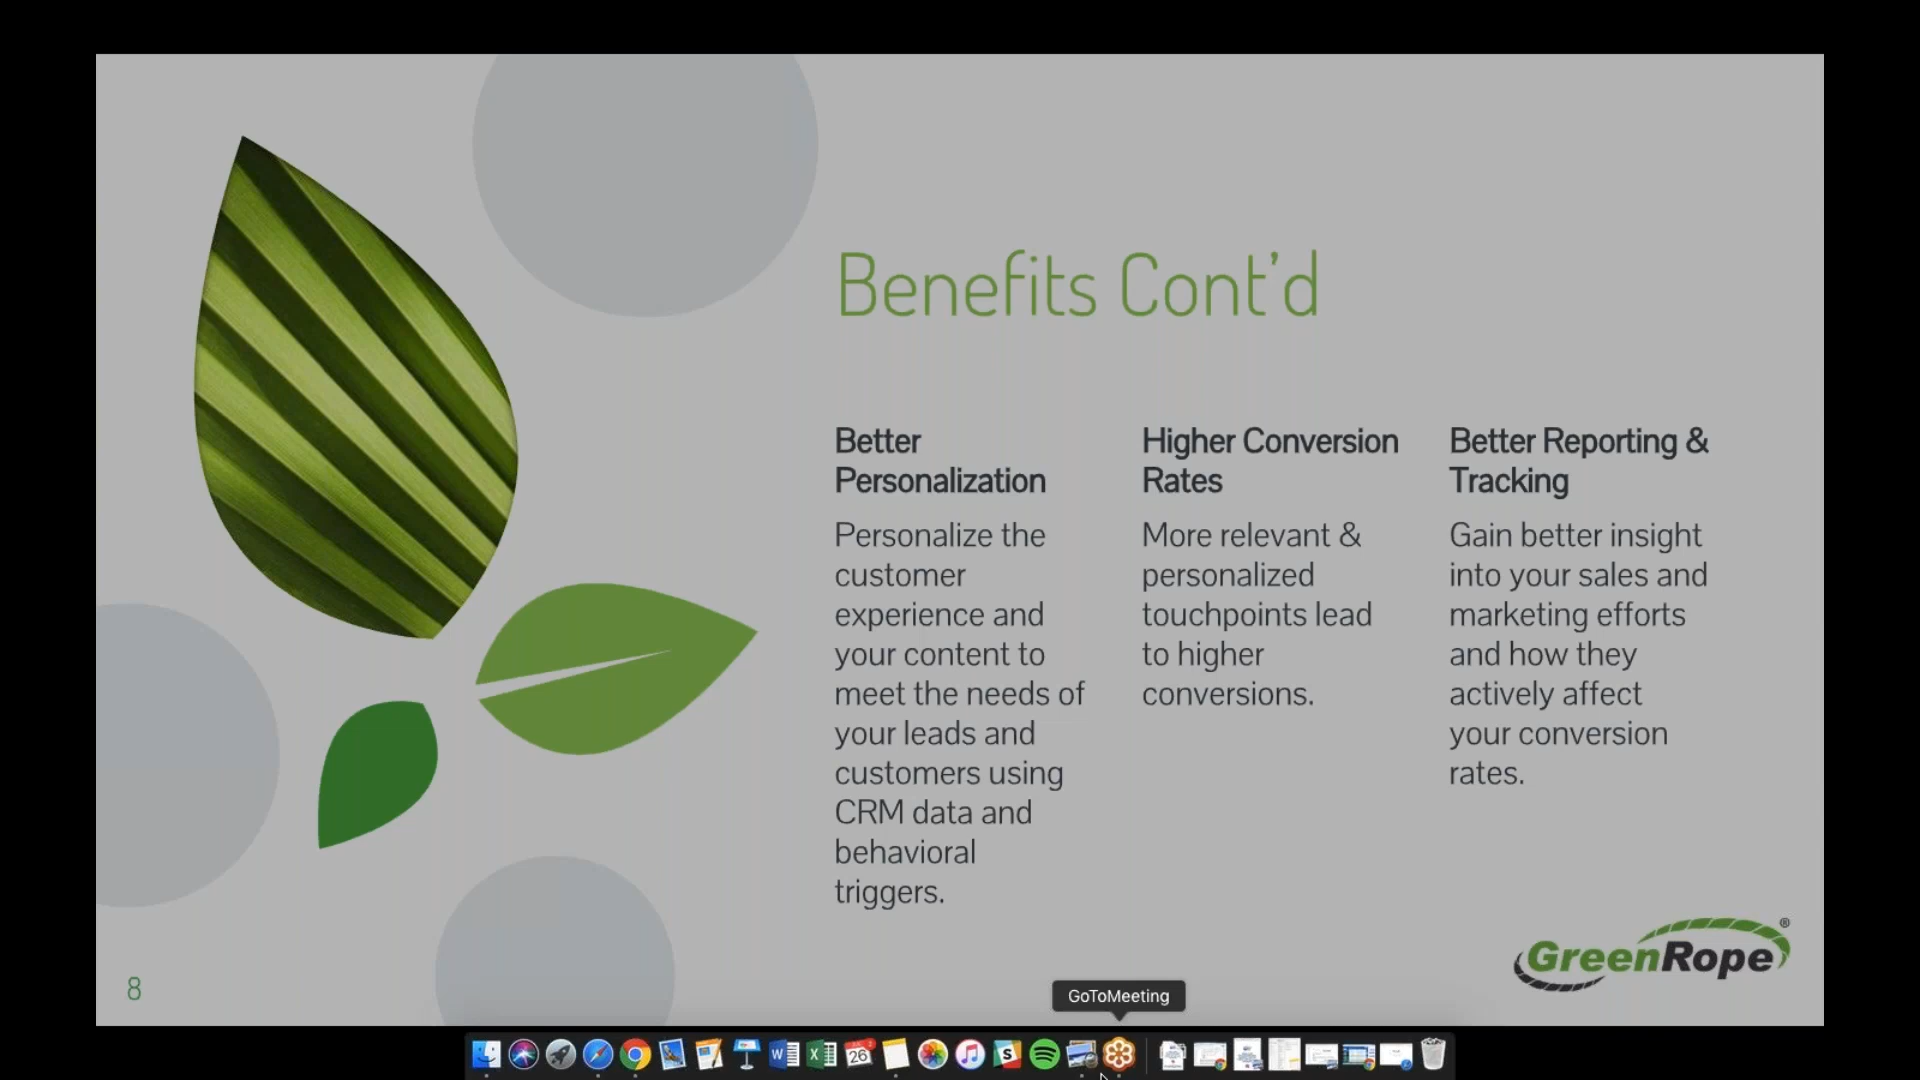 Benefits Cont’d
Better
Personalization
Personalize the
customer
experience and
your content to
meet the needs of
your leads and
customers using
CRM data and
behavioral
triggers.
Higher Conversion
Rates
More relevant &
personalized
touchpoints lead
to higher
conversions.
Better Reporting &
Tracking
Gain better insight
into your sales and
marketing efforts
and how they
actively affect
your conversion
rates.
GreenRope®
8
GoToMeeting
26